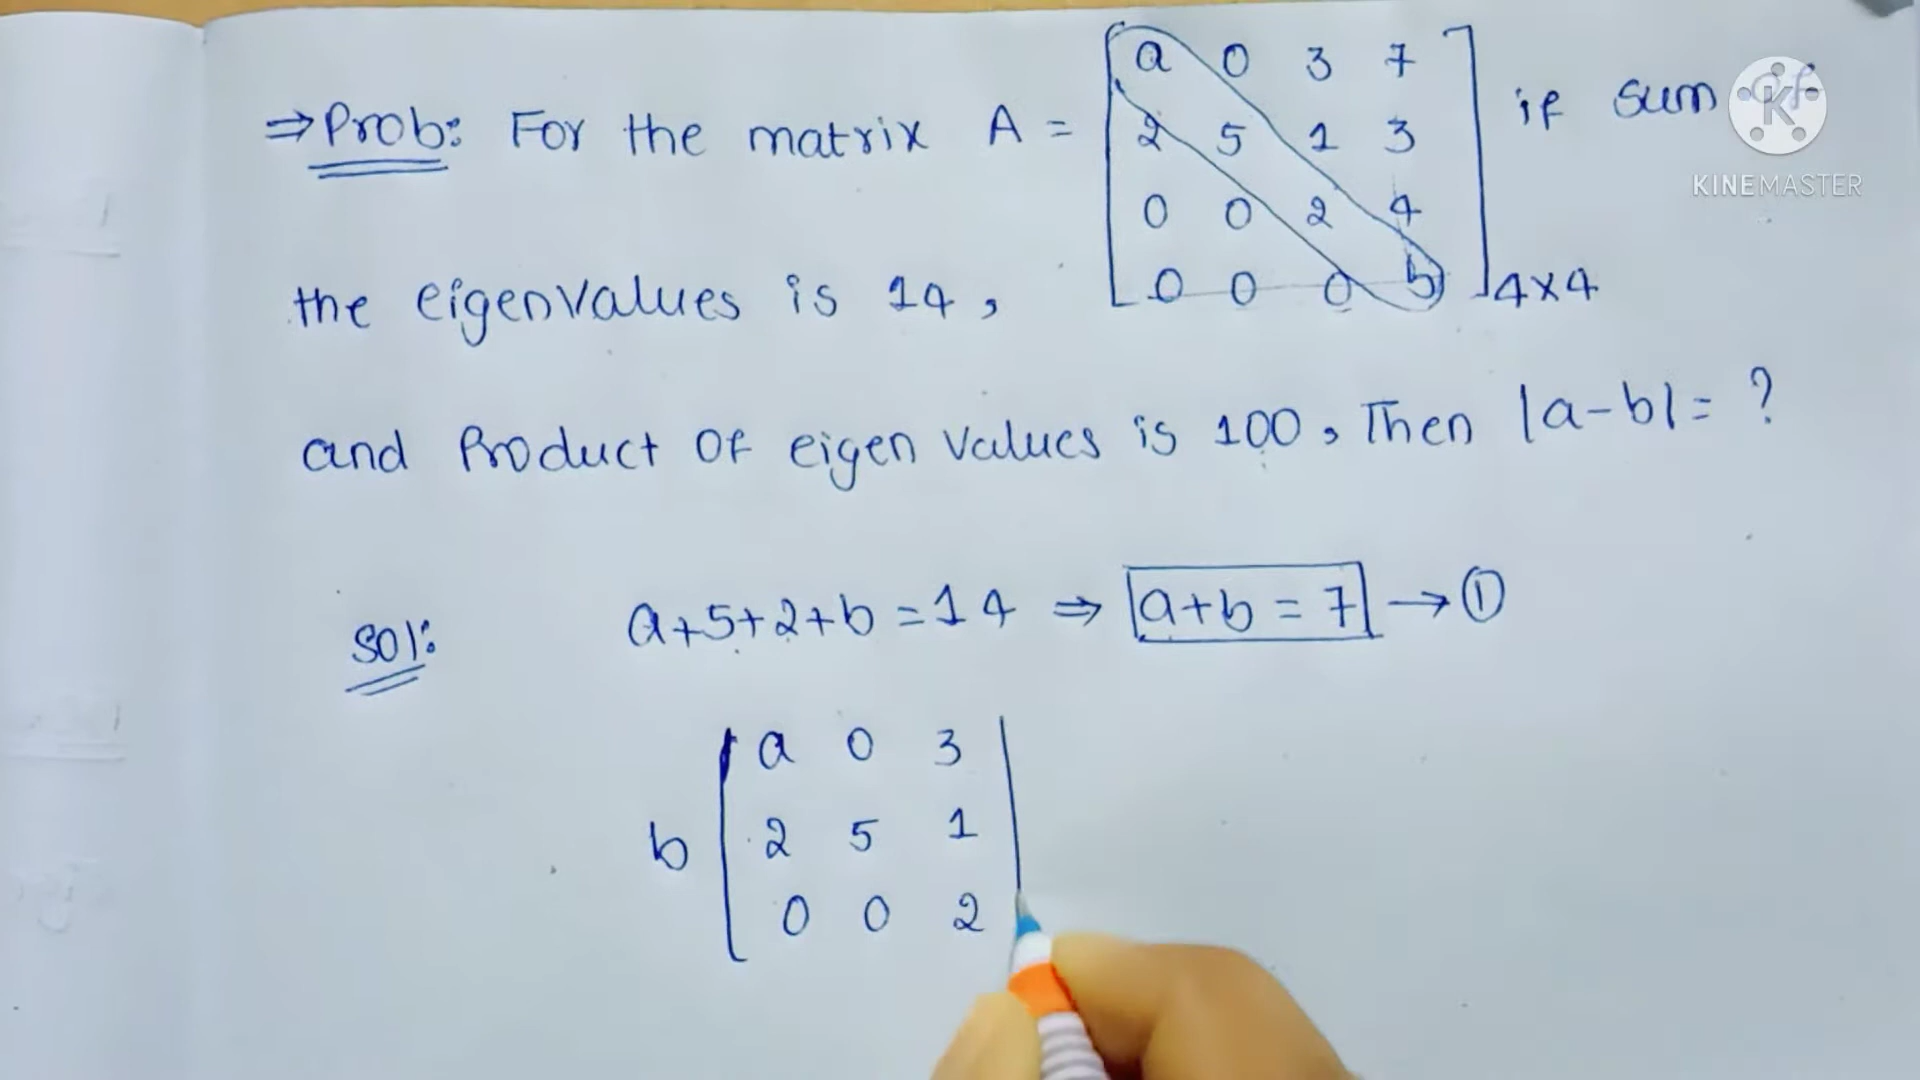 ⇒Prob: For the matrix A = [a 0 3 7 if sum of
2 5 1 3
0 0 2 4
0 0 0 b] 4×4
KINEMASTER
the eigenvalues is 14,
and Product of eigen values is 100, Then |a-b| = ?
Sol: a+5+2+b = 14 ⇒ a+b = 7 → ①
b | a 0 3 |
2 5 1
0 0 2